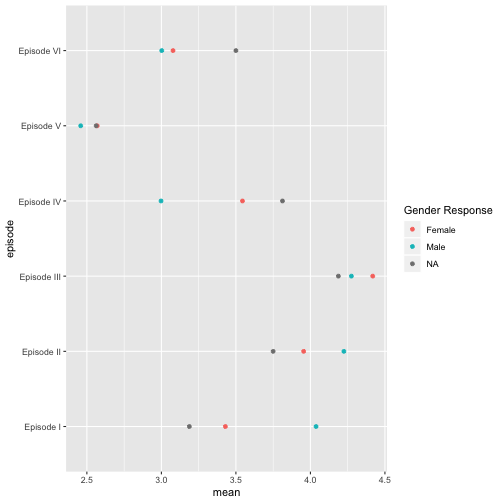 Episode VI
Episode V
Episode IV
Episode III
Episode II
Episode I
episode
2.5 3.0 3.5 4.0 4.5
mean
Gender Response
Female
Male
NA